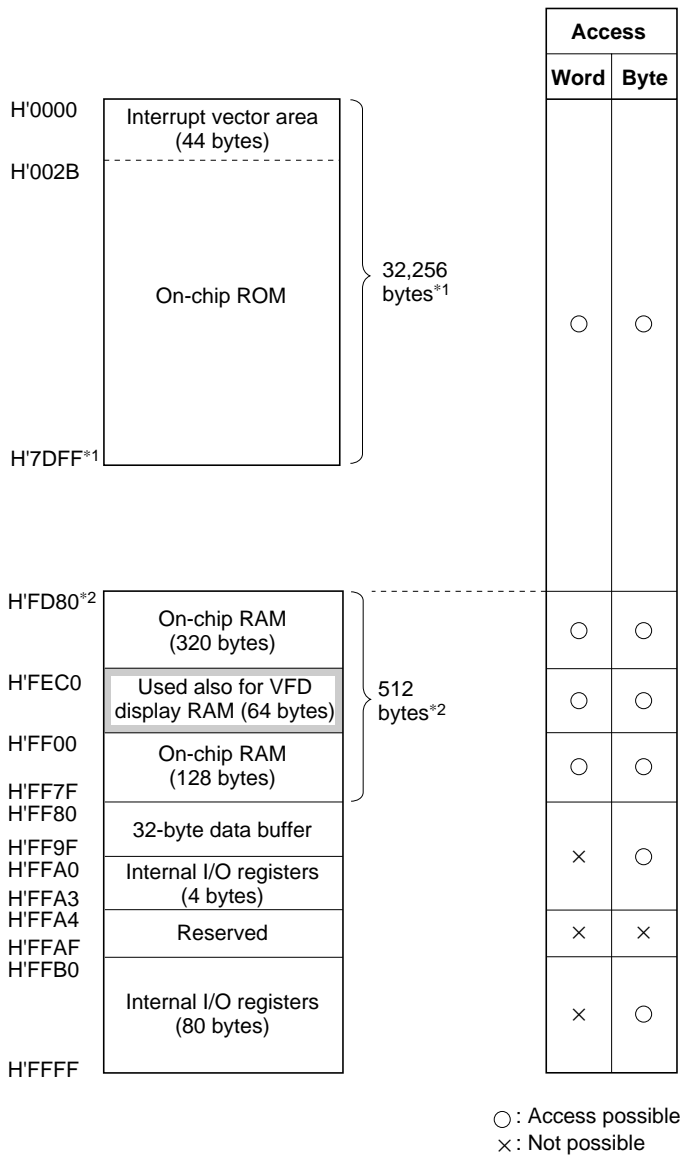 Access
Word Byte
H'0000
Interrupt vector area
(44 bytes)
H'002B
On-chip ROM
32,256
bytes*1
○ ○
H'7DFF*1
H'FD80*2
On-chip RAM
(320 bytes)
○ ○
H'FEC0
Used also for VFD
display RAM (64 bytes)
512
bytes*2
○ ○
H'FF00
On-chip RAM
(128 bytes)
○ ○
H'FF7F
H'FF80
32-byte data buffer
H'FF9F
× ○
H'FFA0
Internal I/O registers
(4 bytes)
H'FFA3
H'FFA4
Reserved
× ×
H'FFAF
H'FFB0
Internal I/O registers
(80 bytes)
× ○
H'FFFF
○ : Access possible
× : Not possible